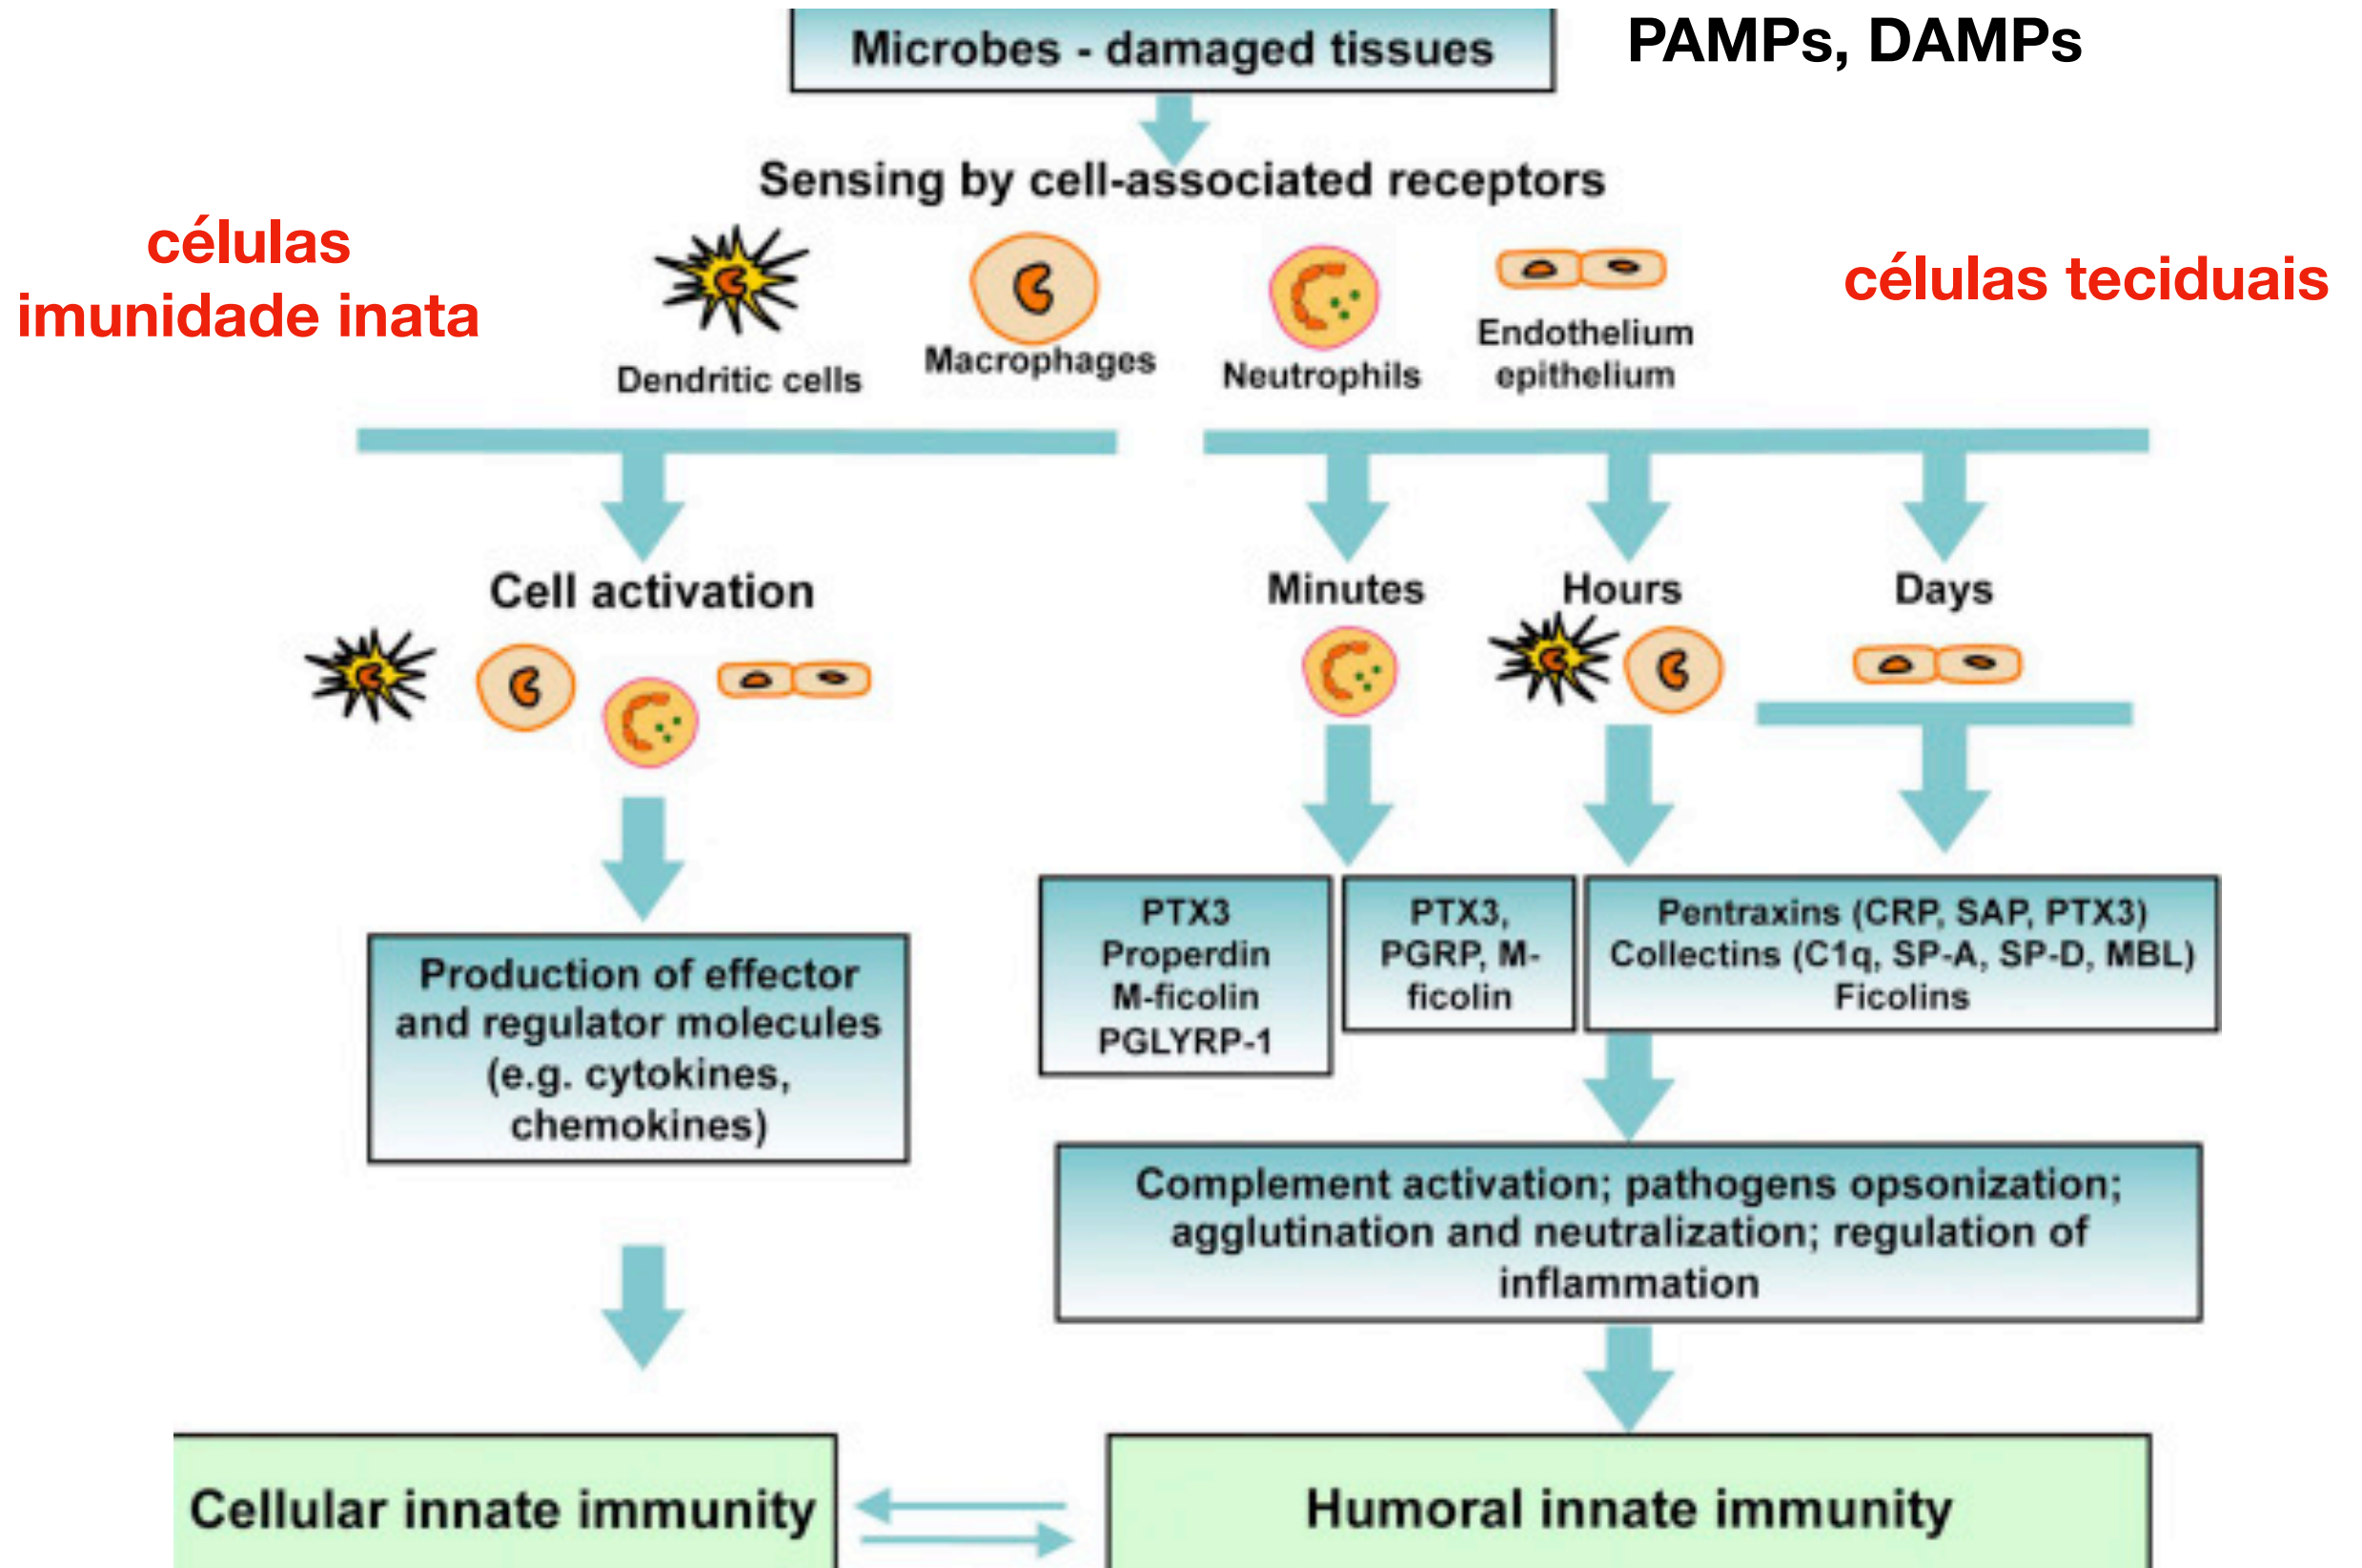 Microbes - damaged tissues
PAMPs, DAMPs
Sensing by cell-associated receptors
células
imunidade inata
células teciduais
Dendritic cells
Macrophages
Neutrophils
Endothelium
epithelium
Cell activation
Minutes
Hours
Days
Production of effector
and regulator molecules
(e.g. cytokines,
chemokines)
PTX3
Properdin
M-ficolin
PGLYRP-1
PTX3,
PGRP, M-
ficolin
Pentraxins (CRP, SAP, PTX3)
Collectins (C1q, SP-A, SP-D, MBL)
Ficolins
Complement activation; pathogens opsonization;
agglutination and neutralization; regulation of
inflammation
Cellular innate immunity
Humoral innate immunity